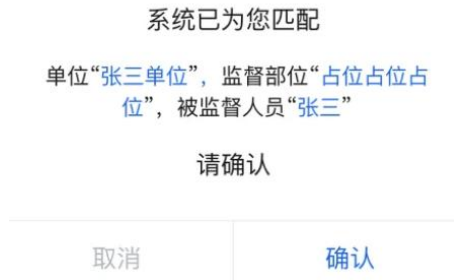 系统已为您匹配
单位“张三单位”，监督部位“占位占位占
位”，被监督人员“张三”
请确认
取消
确认